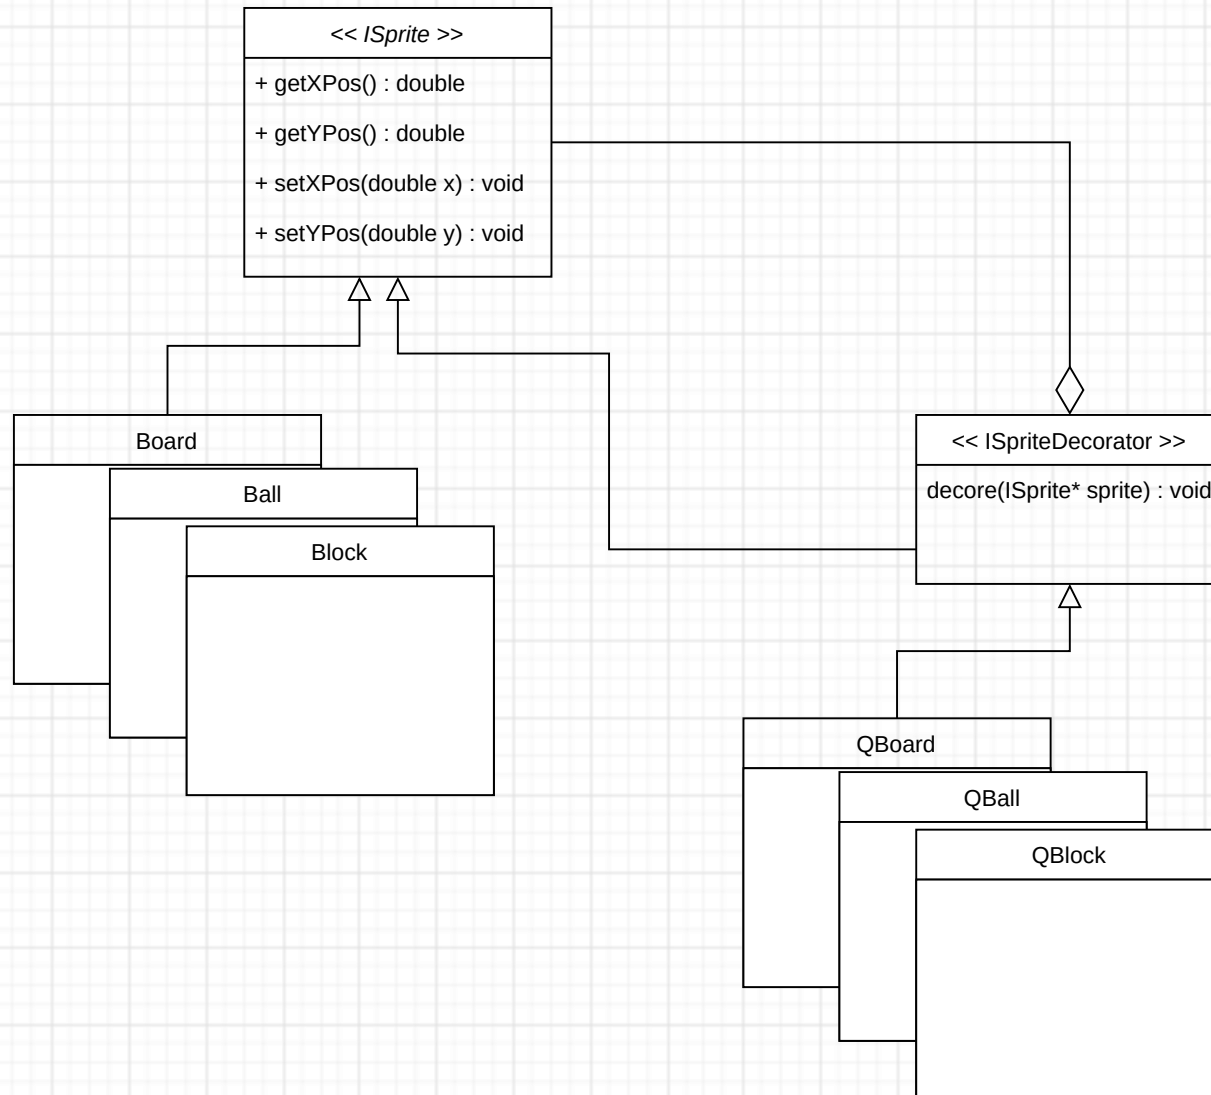 << ISprite >>
+ getXPos() : double
+ getYPos() : double
+ setXPos(double x) : void
+ setYPos(double y) : void
Board
Ball
Block
<< ISpriteDecorator >>
decore(ISprite* sprite) : void
QBoard
QBall
QBlock